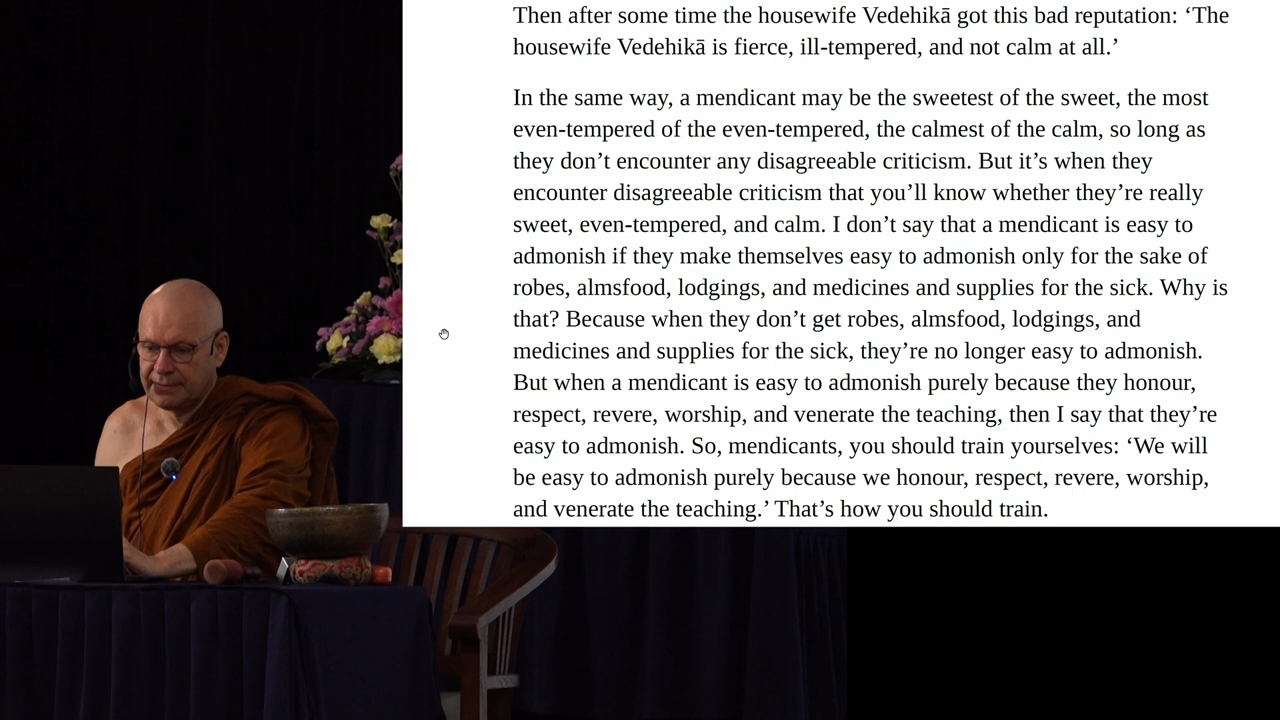 Then after some time the housewife Vedehikā got this bad reputation: ‘The
housewife Vedehikā is fierce, ill-tempered, and not calm at all.’
In the same way, a mendicant may be the sweetest of the sweet, the most
even-tempered of the even-tempered, the calmest of the calm, so long as
they don’t encounter any disagreeable criticism. But it’s when they
encounter disagreeable criticism that you’ll know whether they’re really
sweet, even-tempered, and calm. I don’t say that a mendicant is easy to
admonish if they make themselves easy to admonish only for the sake of
robes, almsfood, lodgings, and medicines and supplies for the sick. Why is
that? Because when they don’t get robes, almsfood, lodgings, and
medicines and supplies for the sick, they’re no longer easy to admonish.
But when a mendicant is easy to admonish purely because they honour,
respect, revere, worship, and venerate the teaching, then I say that they’re
easy to admonish. So, mendicants, you should train yourselves: ‘We will
be easy to admonish purely because we honour, respect, revere, worship,
and venerate the teaching.’ That’s how you should train.